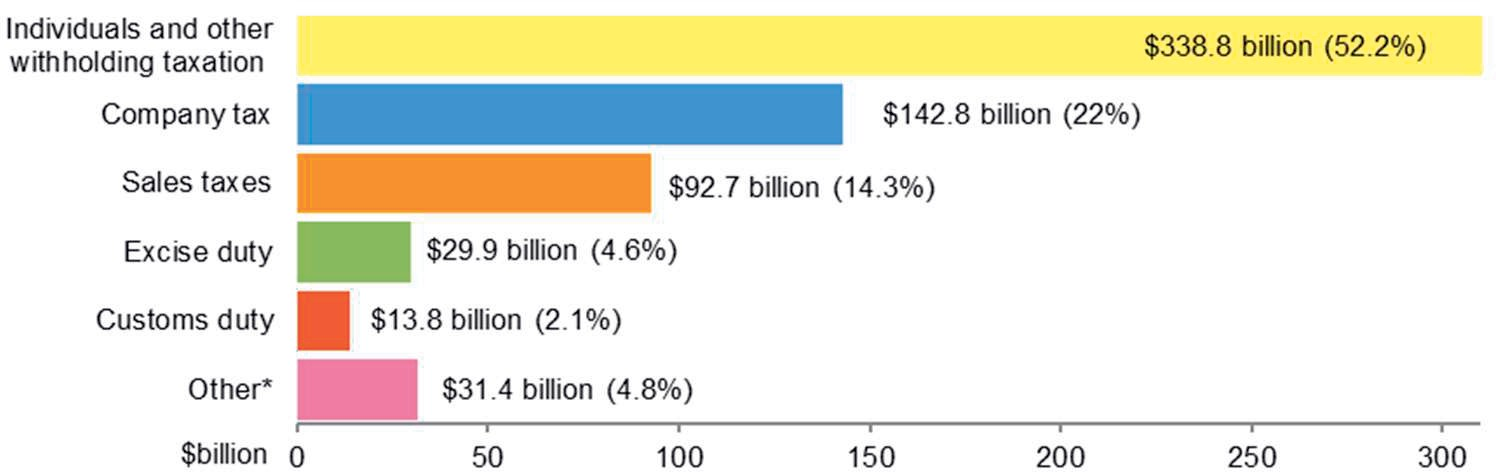 Individuals and other
withholding taxation
$338.8 billion (52.2%)
Company tax
$142.8 billion (22%)
Sales taxes
$92.7 billion (14.3%)
Excise duty
$29.9 billion (4.6%)
Customs duty
$13.8 billion (2.1%)
Other*
$31.4 billion (4.8%)
$billion 0 50 100 150 200 250 300